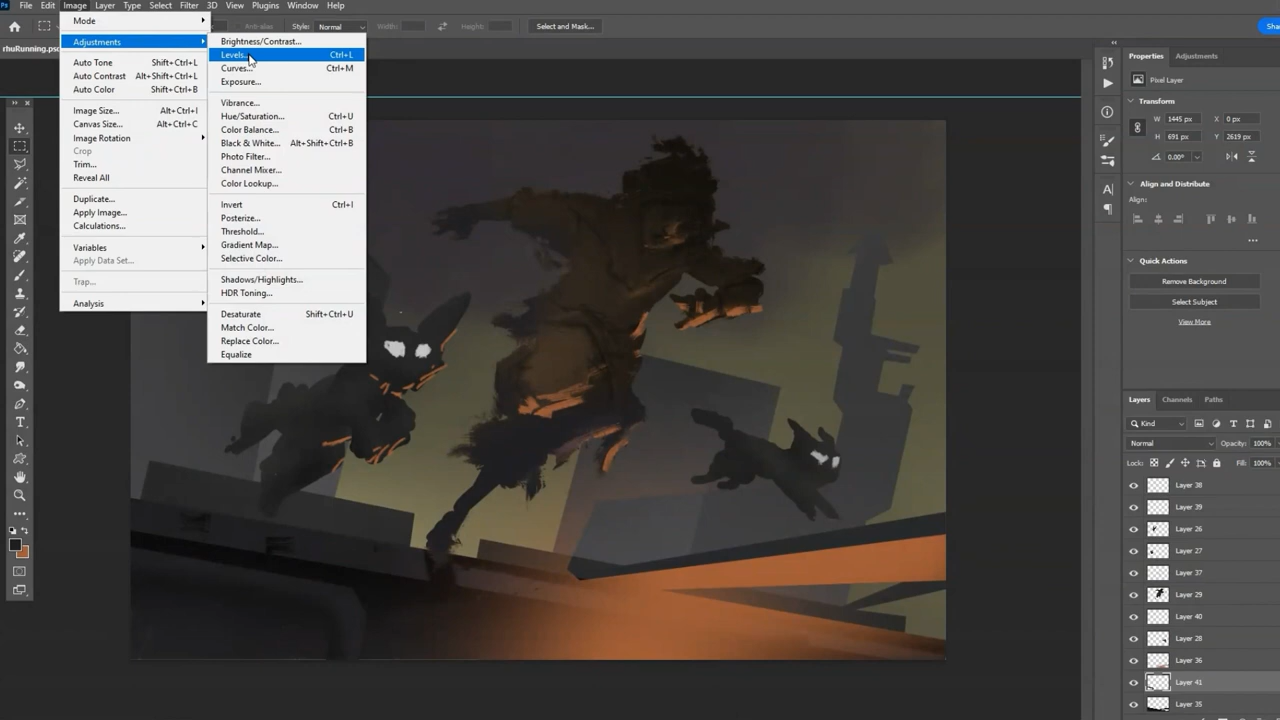 Ps File Edit Image Layer Type Select Filter 3D View Plugins Window Help
Anti-alias Style: Normal Width: Height: Select and Mask...
rhuRunning.psd
Mode
Adjustments
Auto Tone Shift+Ctrl+L
Auto Contrast Alt+Shift+Ctrl+L
Auto Color Shift+Ctrl+B
Image Size... Alt+Ctrl+I
Canvas Size... Alt+Ctrl+C
Image Rotation
Crop
Trim...
Reveal All
Duplicate...
Apply Image...
Calculations...
Variables
Apply Data Set...
Trap...
Analysis
Brightness/Contrast...
Levels... Ctrl+L
Curves... Ctrl+M
Exposure...
Vibrance...
Hue/Saturation... Ctrl+U
Color Balance... Ctrl+B
Black & White... Alt+Shift+Ctrl+B
Photo Filter...
Channel Mixer...
Color Lookup...
Invert Ctrl+I
Posterize...
Threshold...
Gradient Map...
Selective Color...
Shadows/Highlights...
HDR Toning...
Desaturate Shift+Ctrl+U
Match Color...
Replace Color...
Equalize
Properties Adjustments
Pixel Layer
Transform
W 1445 px X 0 px
H 691 px Y 2619 px
0.00°
Align and Distribute
Align:
Quick Actions
Remove Background
Select Subject
View More
Layers Channels Paths
Kind
Normal Opacity: 100%
Lock: Fill: 100%
Layer 38
Layer 39
Layer 26
Layer 27
Layer 37
Layer 29
Layer 40
Layer 28
Layer 36
Layer 41
Layer 35